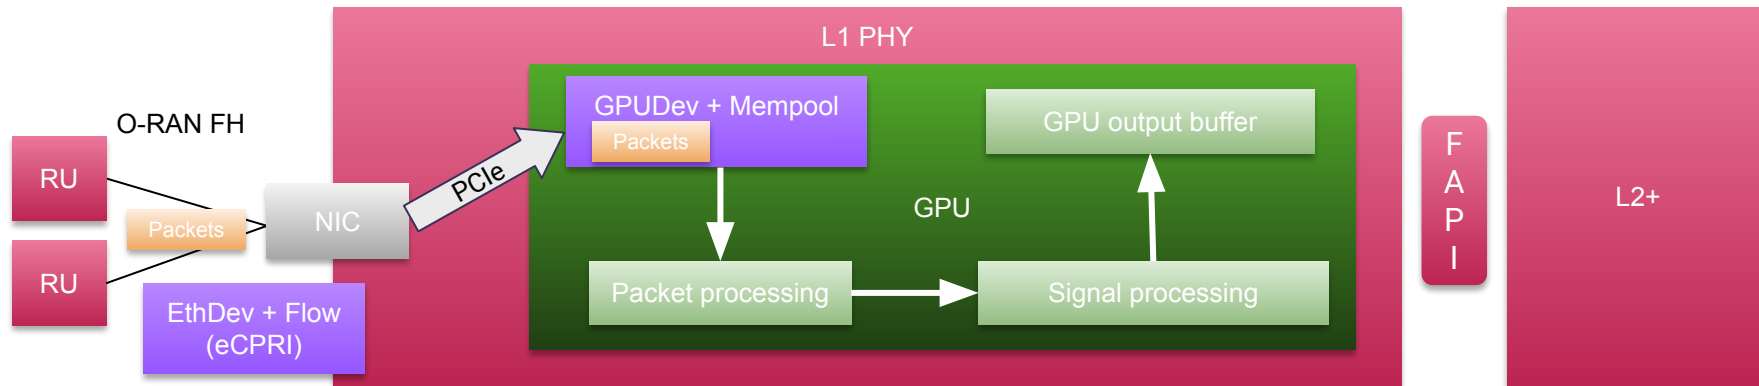 L1 PHY
O-RAN FH
RU
RU
Packets
NIC
EthDev + Flow
(eCPRI)
PCIe
GPUDev + Mempool
Packets
GPU output buffer
GPU
Packet processing
Signal processing
F
A
P
I
L2+